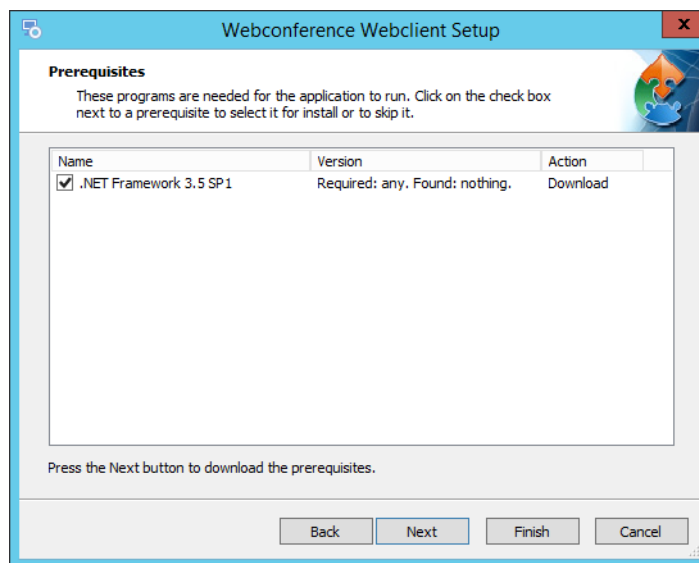 Webconference Webclient Setup
x
Prerequisites
These programs are needed for the application to run. Click on the check box
next to a prerequisite to select it for install or to skip it.
Name Version Action
.NET Framework 3.5 SP1 Required: any. Found: nothing. Download
Press the Next button to download the prerequisites.
Back Next Finish Cancel